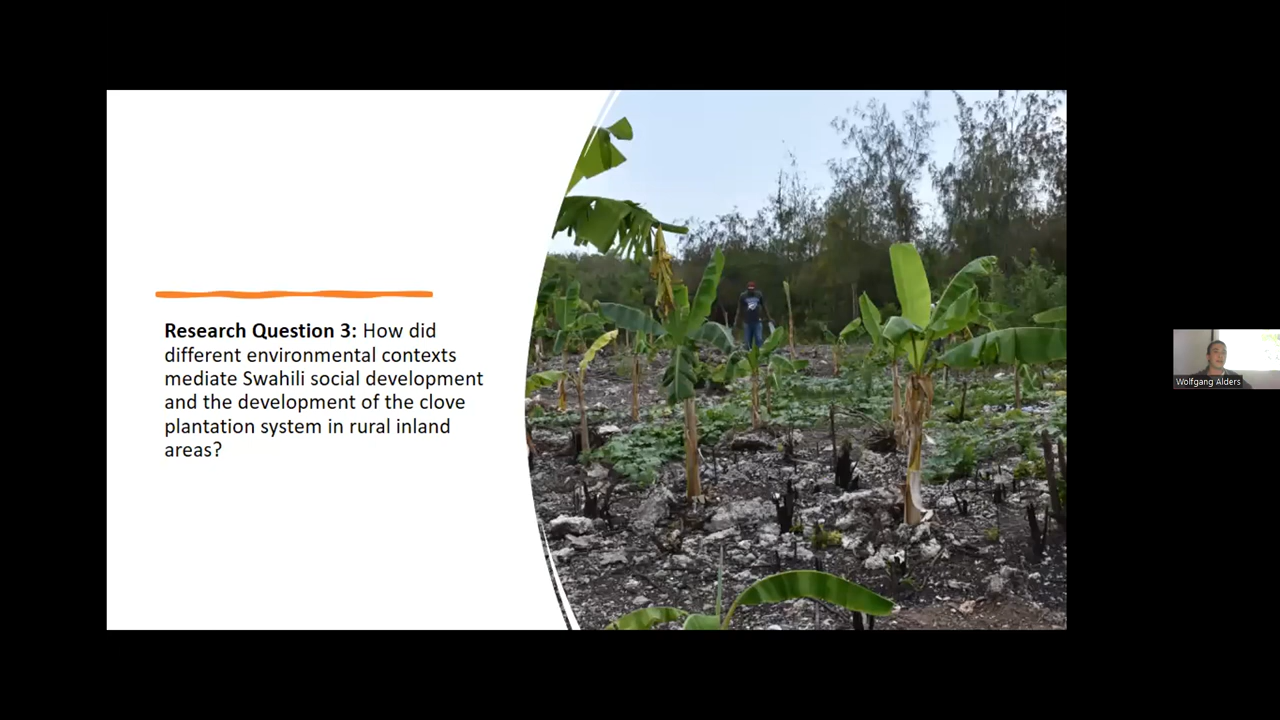 Research Question 3: How did
different environmental contexts
mediate Swahili social development
and the development of the clove
plantation system in rural inland
areas?
Wolfgang Alders